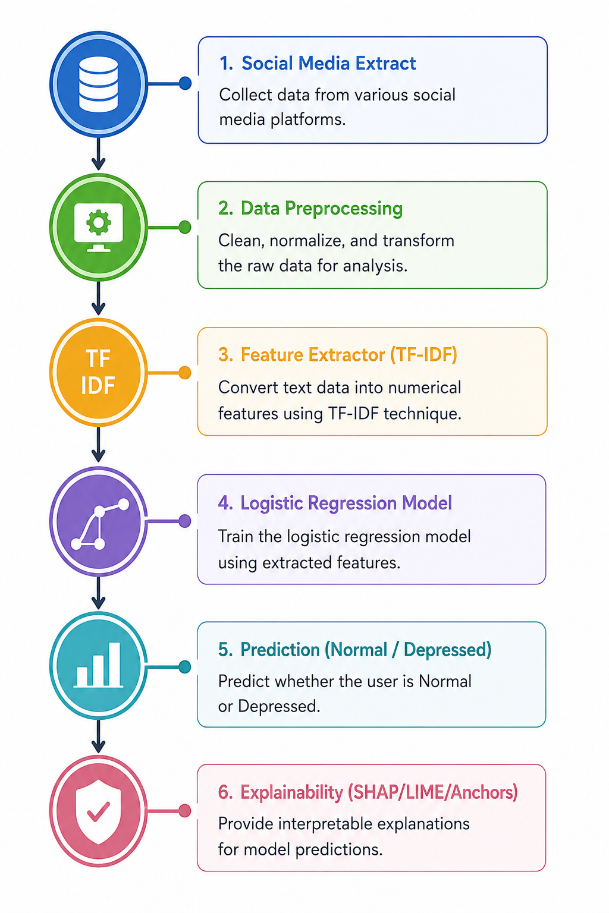 1. Social Media Extract
Collect data from various social
media platforms.
2. Data Preprocessing
Clean, normalize, and transform
the raw data for analysis.
TF
IDF
3. Feature Extractor (TF-IDF)
Convert text data into numerical
features using TF-IDF technique.
4. Logistic Regression Model
Train the logistic regression model
using extracted features.
5. Prediction (Normal / Depressed)
Predict whether the user is Normal
or Depressed.
6. Explainability (SHAP/LIME/Anchors)
Provide interpretable explanations
for model predictions.